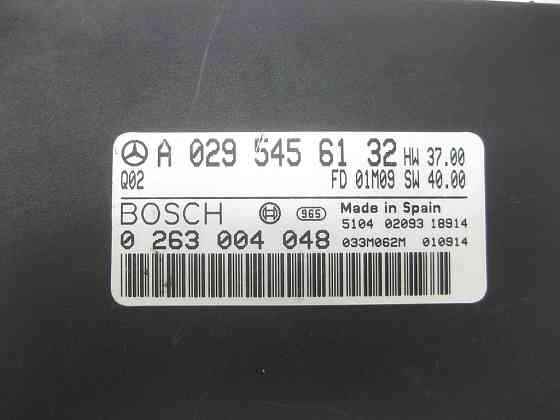 A 029 545 61 32 HW 37.00
Q02 FD 01M09 SW 40.00
BOSCH 965 Made in Spain
5104 02093 18914
0 263 004 048 033M062M 010914